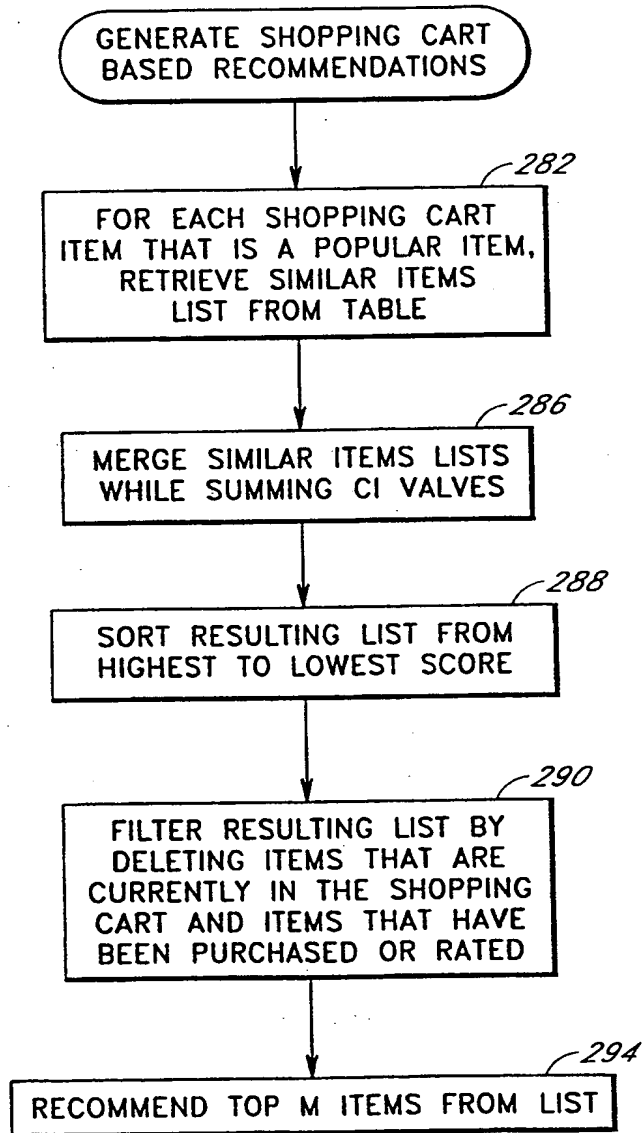 GENERATE SHOPPING CART
BASED RECOMMENDATIONS
282
FOR EACH SHOPPING CART
ITEM THAT IS A POPULAR ITEM,
RETRIEVE SIMILAR ITEMS
LIST FROM TABLE
286
MERGE SIMILAR ITEMS LISTS
WHILE SUMMING CI VALVES
288
SORT RESULTING LIST FROM
HIGHEST TO LOWEST SCORE
290
FILTER RESULTING LIST BY
DELETING ITEMS THAT ARE
CURRENTLY IN THE SHOPPING
CART AND ITEMS THAT HAVE
BEEN PURCHASED OR RATED
294
RECOMMEND TOP M ITEMS FROM LIST